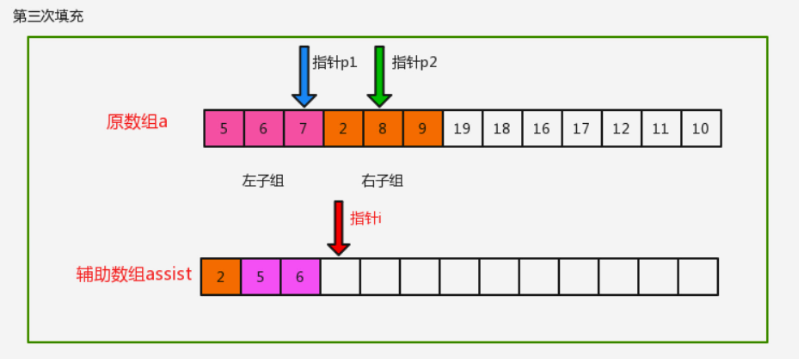 第三次填充
指针p1 指针p2
原数组a 5 6 7 2 8 9 19 18 16 17 12 11 10
左子组 右子组
指针i
辅助数组assist 2 5 6